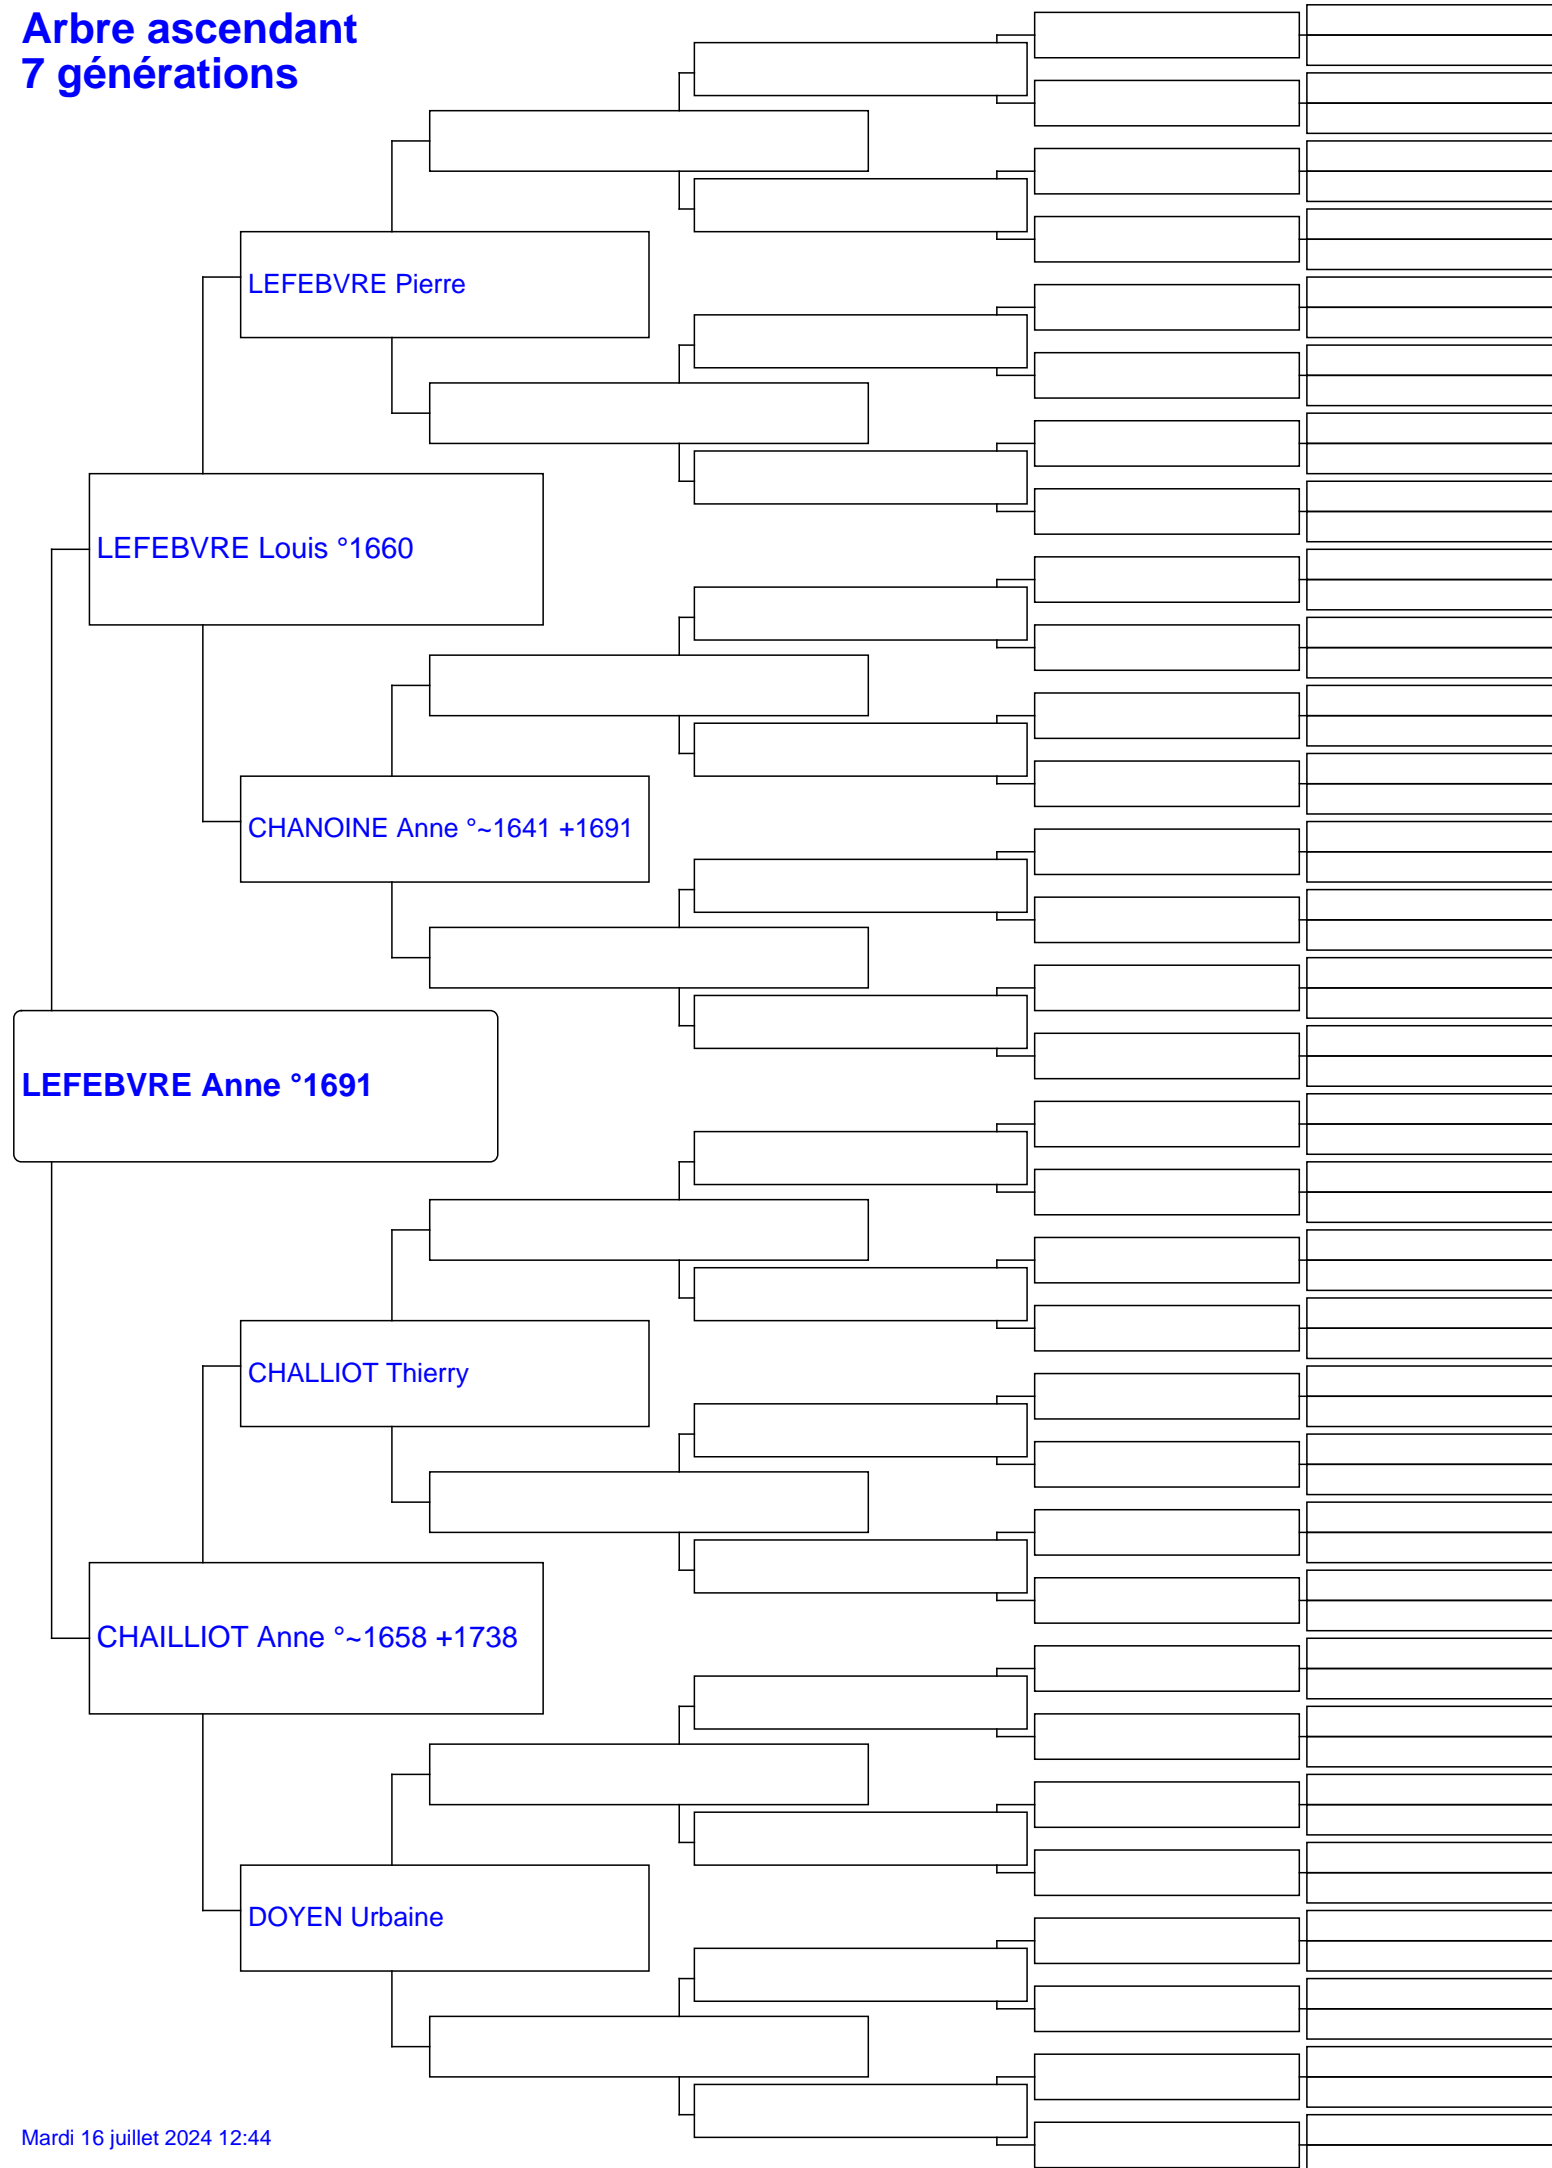 Arbre ascendant
7 générations
LEFEBVRE Pierre
LEFEBVRE Louis °1660
CHANOINE Anne °~1641 +1691
LEFEBVRE Anne °1691
CHALLIOT Thierry
CHAILLIOT Anne °~1658 +1738
DOYEN Urbaine
Mardi 16 juillet 2024 12:44